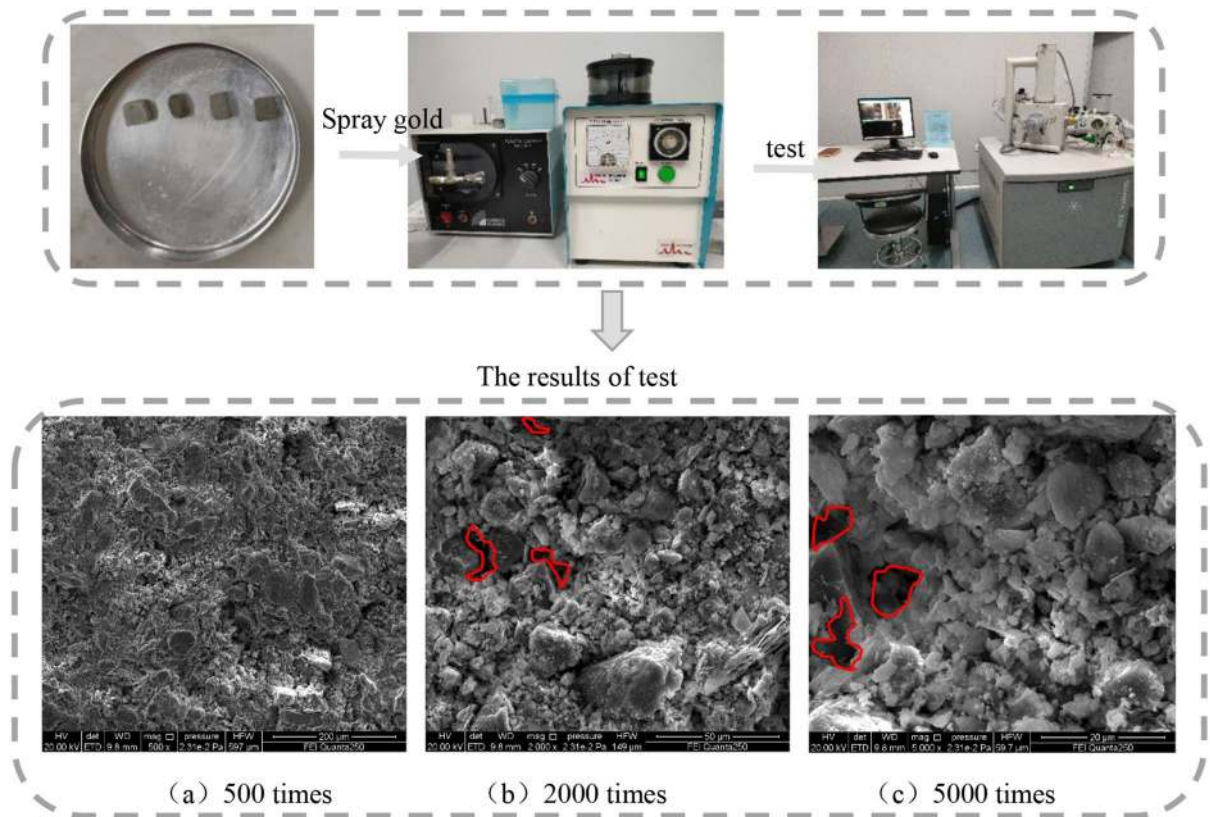 Spray gold
test
The results of test
HV det WD mag □ pressure HFW 200 µm
20.00 kV ETD 9.8 mm 500 x 2.31e-2 Pa 597 µm FEI Quanta250
HV det WD mag □ pressure HFW 50 µm
20.00 kV ETD 9.8 mm 2 000 x 2.31e-2 Pa 149 µm FEI Quanta250
HV det WD mag □ pressure HFW 20 µm
20.00 kV ETD 9.8 mm 5 000 x 2.31e-2 Pa 59.7 µm FEI Quanta250
（a）500 times
（b）2000 times
（c）5000 times